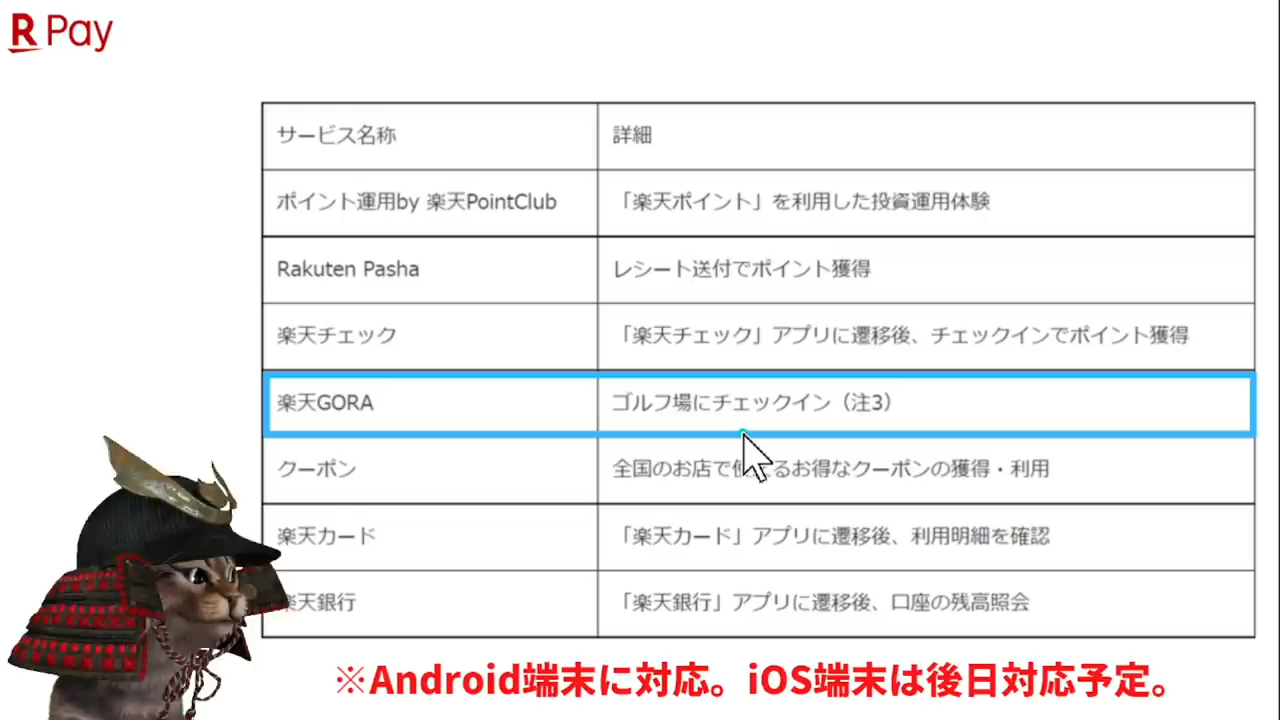 R Pay
サービス名称 詳細
ポイント運用by 楽天PointClub 「楽天ポイント」を利用した投資運用体験
Rakuten Pasha レシート送付でポイント獲得
楽天チェック 「楽天チェック」アプリに遷移後、チェックインでポイント獲得
楽天GORA ゴルフ場にチェックイン（注3）
クーポン 全国のお店で使えるお得なクーポンの獲得・利用
楽天カード 「楽天カード」アプリに遷移後、利用明細を確認
楽天銀行 「楽天銀行」アプリに遷移後、口座の残高照会
※Android端末に対応。iOS端末は後日対応予定。